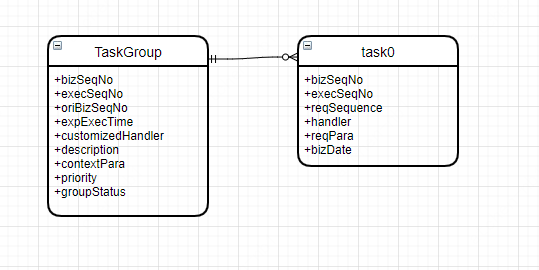 TaskGroup
+bizSeqNo
+execSeqNo
+oriBizSeqNo
+expExecTime
+customizedHandler
+description
+contextPara
+priority
+groupStatus
task0
+bizSeqNo
+execSeqNo
+reqSequence
+handler
+reqPara
+bizDate